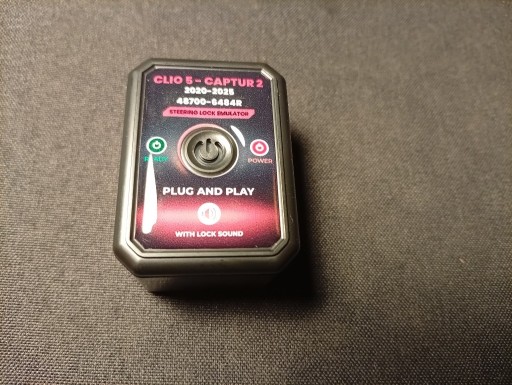 CLIO 5 - CAPTUR 2
2020-2025
48700-6484R
STEERING LOCK EMULATOR
READY
POWER
PLUG AND PLAY
WITH LOCK SOUND